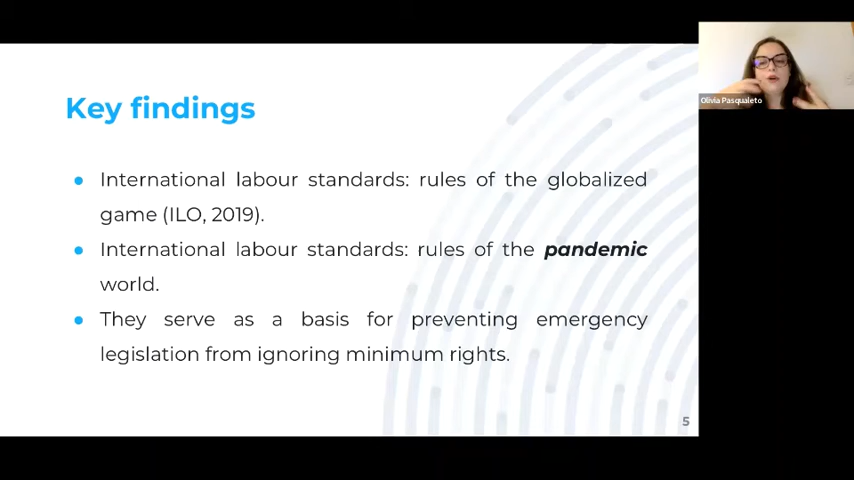 Key findings
● International labour standards: rules of the globalized
game (ILO, 2019).
● International labour standards: rules of the pandemic
world.
● They serve as a basis for preventing emergency
legislation from ignoring minimum rights.
5
Olivia Pasqualeto